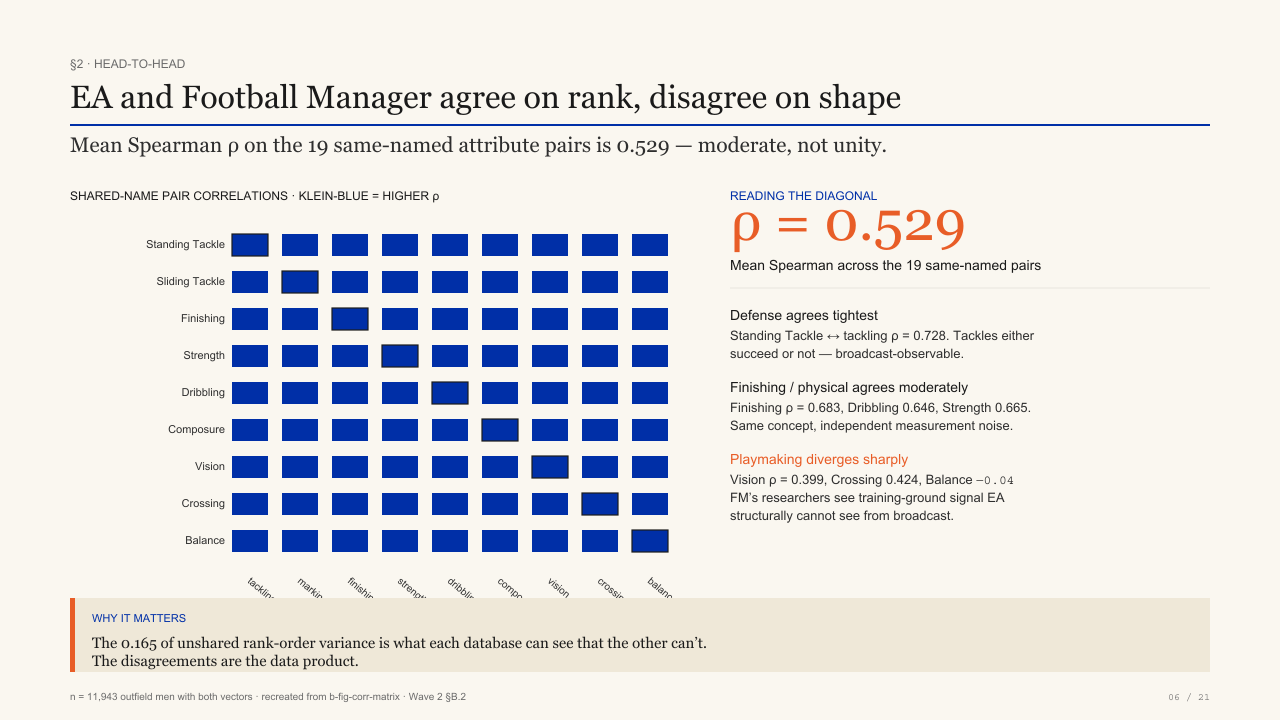 §2 · HEAD-TO-HEAD
EA and Football Manager agree on rank, disagree on shape
Mean Spearman ρ on the 19 same-named attribute pairs is 0.529 — moderate, not unity.
SHARED-NAME PAIR CORRELATIONS · KLEIN-BLUE = HIGHER ρ
Standing Tackle
Sliding Tackle
Finishing
Strength
Dribbling
Composure
Vision
Crossing
Balance
vision
READING THE DIAGONAL
ρ = 0.529
Mean Spearman across the 19 same-named pairs
Defense agrees tightest
Standing Tackle ↔ tackling ρ = 0.728. Tackles either
succeed or not — broadcast-observable.
Finishing / physical agrees moderately
Finishing ρ = 0.683, Dribbling 0.646, Strength 0.665.
Same concept, independent measurement noise.
Playmaking diverges sharply
Vision ρ = 0.399, Crossing 0.424, Balance −0.04
FM’s researchers see training-ground signal EA
structurally cannot see from broadcast.
WHY IT MATTERS
The 0.165 of unshared rank-order variance is what each database can see that the other can’t.
The disagreements are the data product.
n = 11,943 outfield men with both vectors · recreated from b-fig-corr-matrix · Wave 2 §B.2
06 / 21